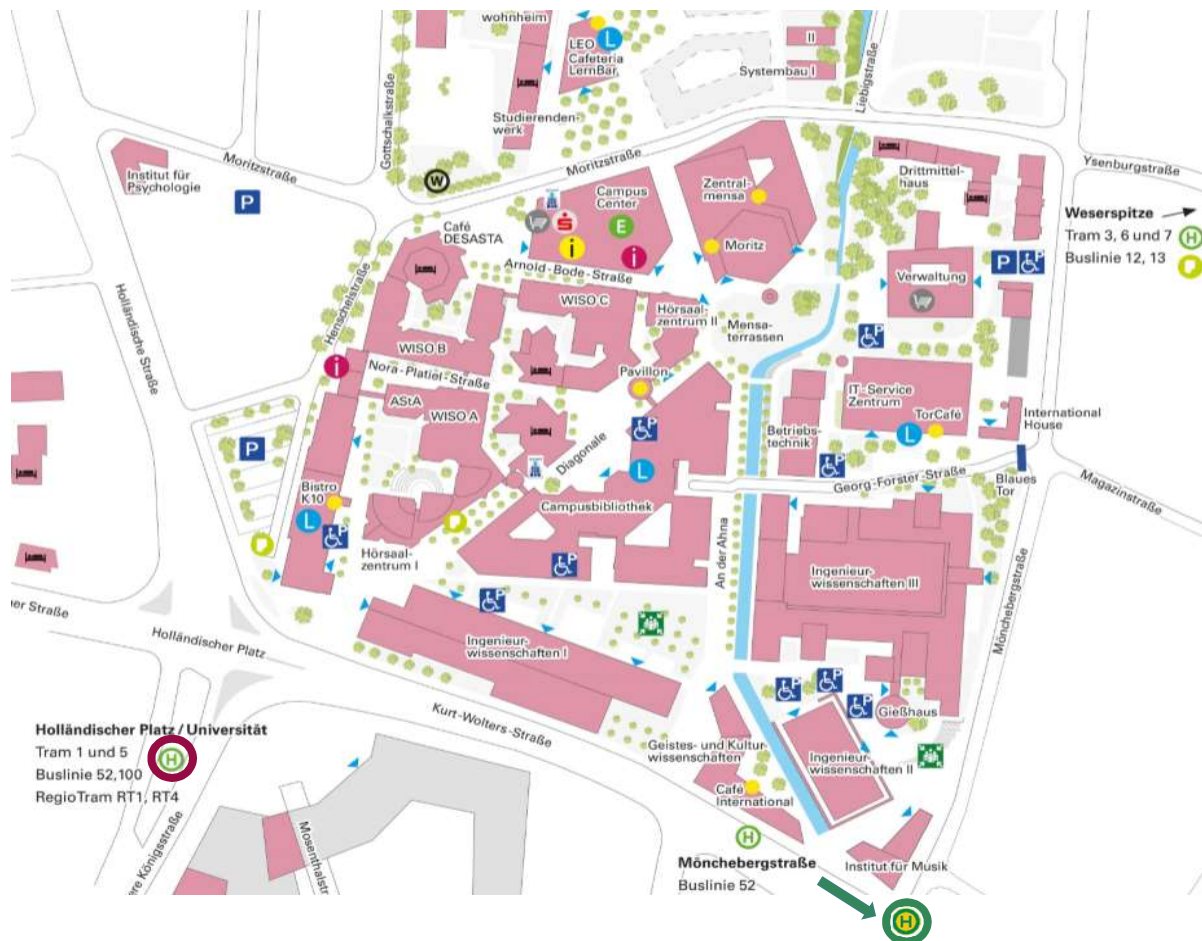 wohnheim
LEO
Cafeteria
LernBar
L
II
Systembau I
Liebigstraße
Studierenden-
werk
Gottschalkstraße
Moritzstraße
Moritzstraße
Institut für
Psychologie
P
W
Holländische Straße
Henschelstraße
Café
DESASTA
Campus
Center
E
S
i
i
Arnold-Bode-Straße
Zentral-
mensa
Moritz
Drittmittel-
haus
Ysenburgstraße
Weserspitze
Tram 3, 6 und 7
H
Buslinie 12, 13
Verwaltung
P
P
WISO C
Hörsaal-
zentrum II
Mensa-
terrassen
P
WISO B
i
Nora-Platiel-Straße
Pavillon
AStA
WISO A
P
IT-Service
Zentrum
TorCafé
L
International
House
Betriebs-
technik
P
Diagonale
L
P
Georg-Forster-Straße
Blaues
Tor
Magazinstraße
Bistro
K10
L
P
Campusbibliothek
Hörsaal-
zentrum I
P
An der Ahna
Ingenieur-
wissenschaften III
Mönchebergstraße
P
er Straße
Holländischer Platz
Ingenieur-
wissenschaften I
P
P
P
Gießhaus
Kurt-Wolters-Straße
Holländischer Platz / Universität
Tram 1 und 5
H
Buslinie 52,100
RegioTram RT1, RT4
Geistes- und Kultur-
wissenschaften
Ingenieur-
wissenschaften II
Café
International
H
Mönchebergstraße
Buslinie 52
Institut für Musik
ere Königsstraße
Mosenthalstr
H